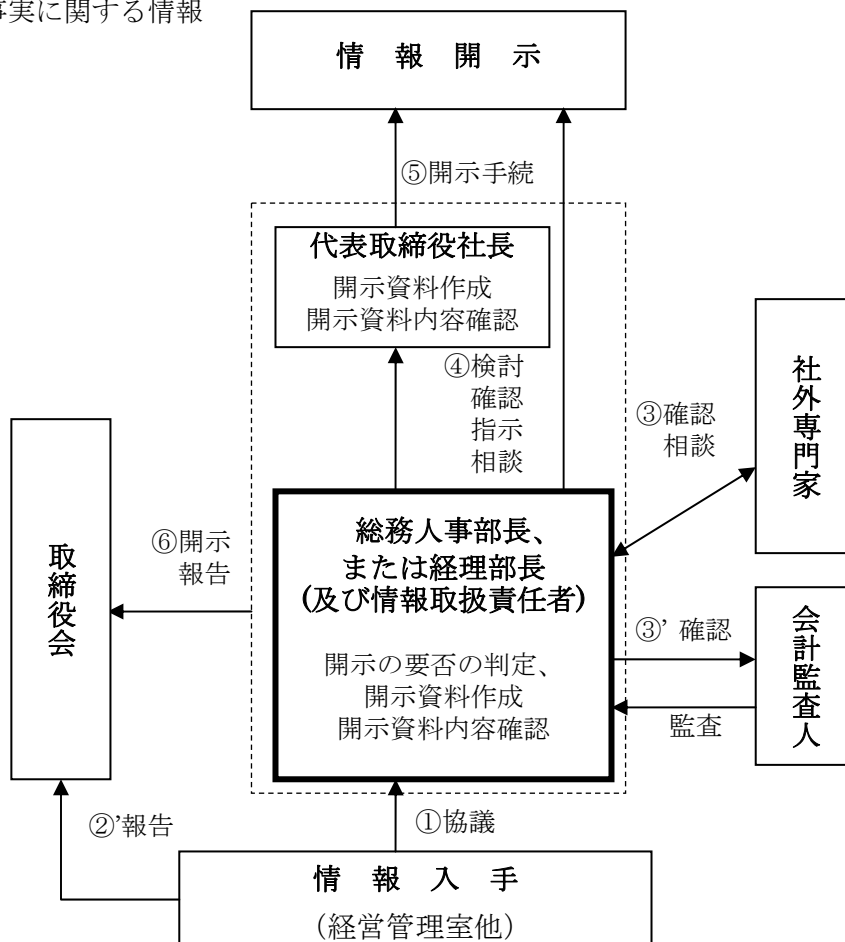 事実に関する情報
情 報 開 示
⑤開示手続
代表取締役社長
開示資料作成
開示資料内容確認
④検討
確認
指示
相談
③確認
相談
社外専門家
総務人事部長、
または経理部長
(及び情報取扱責任者)
開示の要否の判定、
開示資料作成
開示資料内容確認
⑥開示
報告
取締役会
③’ 確認
監査
会計監査人
②’報告
①協議
情 報 入 手
（経営管理室他）